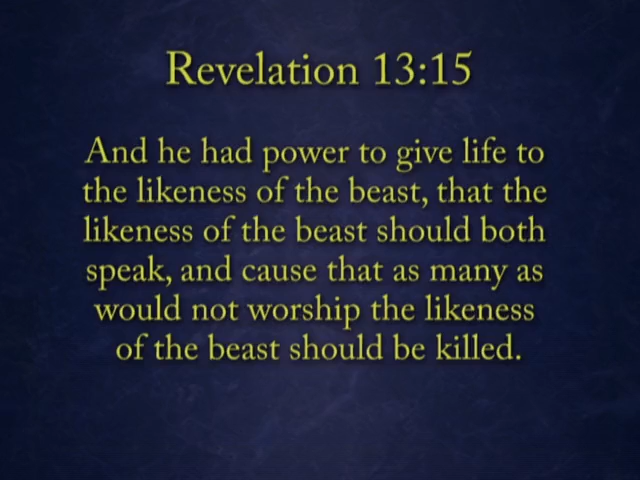 Revelation 13:15
And he had power to give life to
the likeness of the beast, that the
likeness of the beast should both
speak, and cause that as many as
would not worship the likeness
of the beast should be killed.